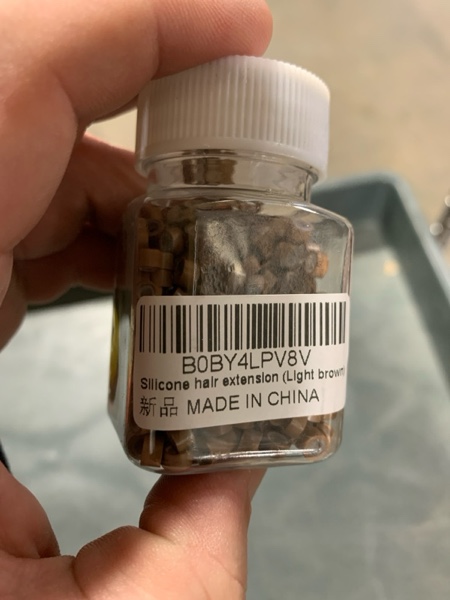 B0BY4LPV8V
Silicone hair extension (Light brown)
新品 MADE IN CHINA